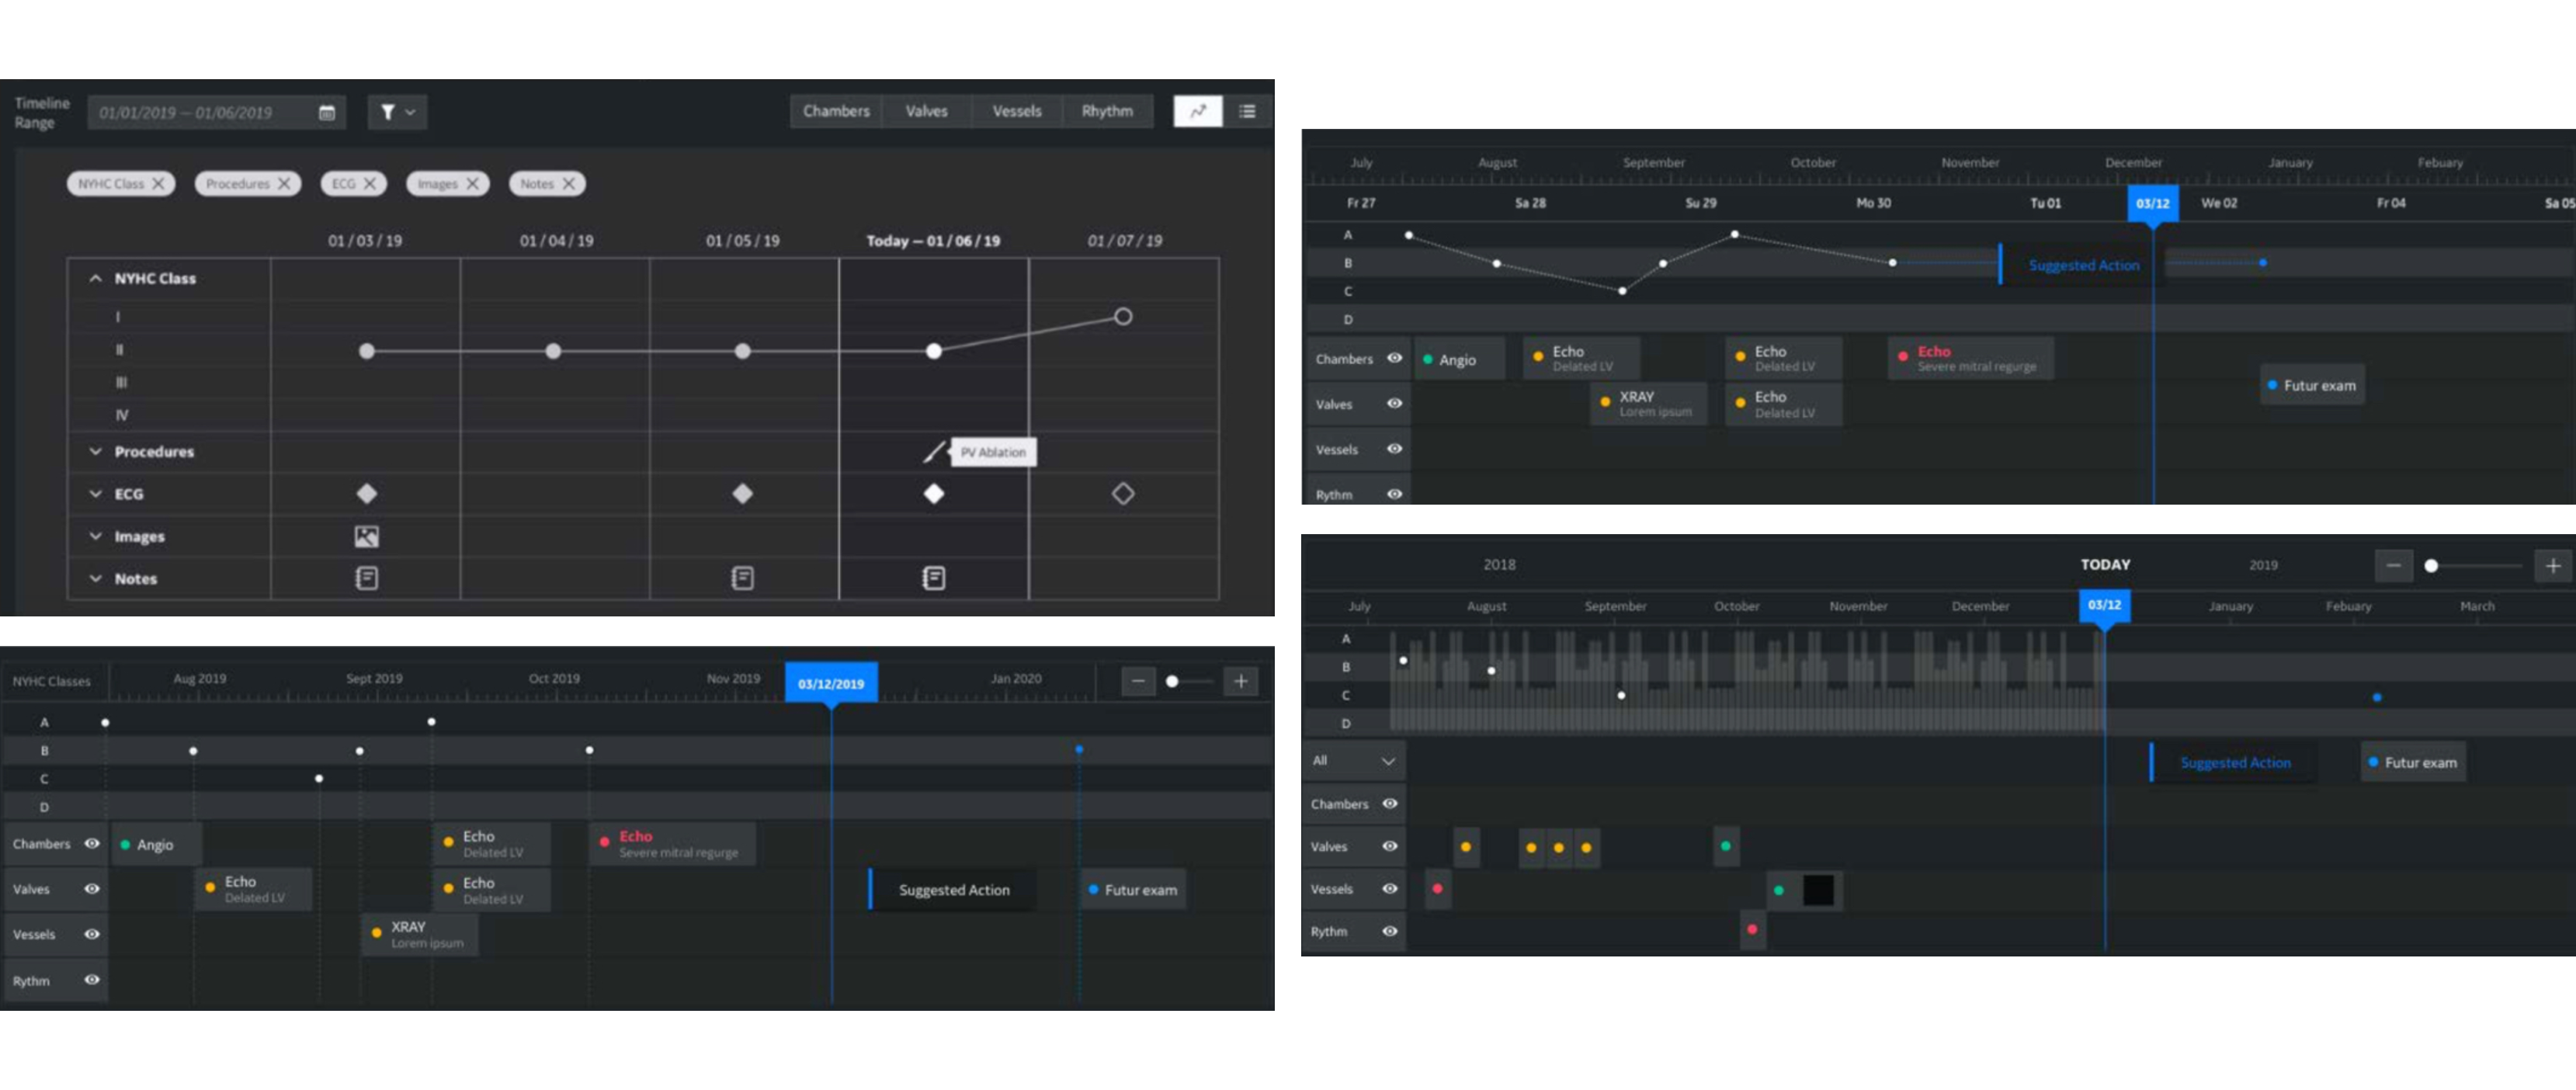 Timeline
Range
01/01/2019 — 01/06/2019
Chambers Valves Vessels Rhythm
NYHC Class Procedures ECG Images Notes
01 / 03 / 19 01 / 04 / 19 01 / 05 / 19 Today — 01 / 06 / 19 01 / 07 / 19
NYHC Class
I
II
III
IV
Procedures PV Ablation
ECG
Images
Notes
NYHC Classes Aug 2019 Sept 2019 Oct 2019 Nov 2019 03/12/2019 Jan 2020
A
B
C
D
Chambers Angio Echo Echo
Delated LV Severe mitral regurge
Valves Echo Echo Suggested Action Futur exam
Delated LV Delated LV
Vessels XRAY
Lorem ipsum
Rythm
July August September October November December January Febuary
Fr 27 Sa 28 Su 29 Mo 30 Tu 01 03/12 We 02 Fr 04 Sa 05
A
B Suggested Action
C
D
Chambers Angio Echo Echo Echo
Delated LV Delated LV Severe mitral regurge
Futur exam
Valves XRAY Echo
Lorem ipsum Delated LV
Vessels
Rythm
2018 TODAY 2019
July August September October November December 03/12 January Febuary March
A
B
C
D
All Suggested Action Futur exam
Chambers
Valves
Vessels
Rythm